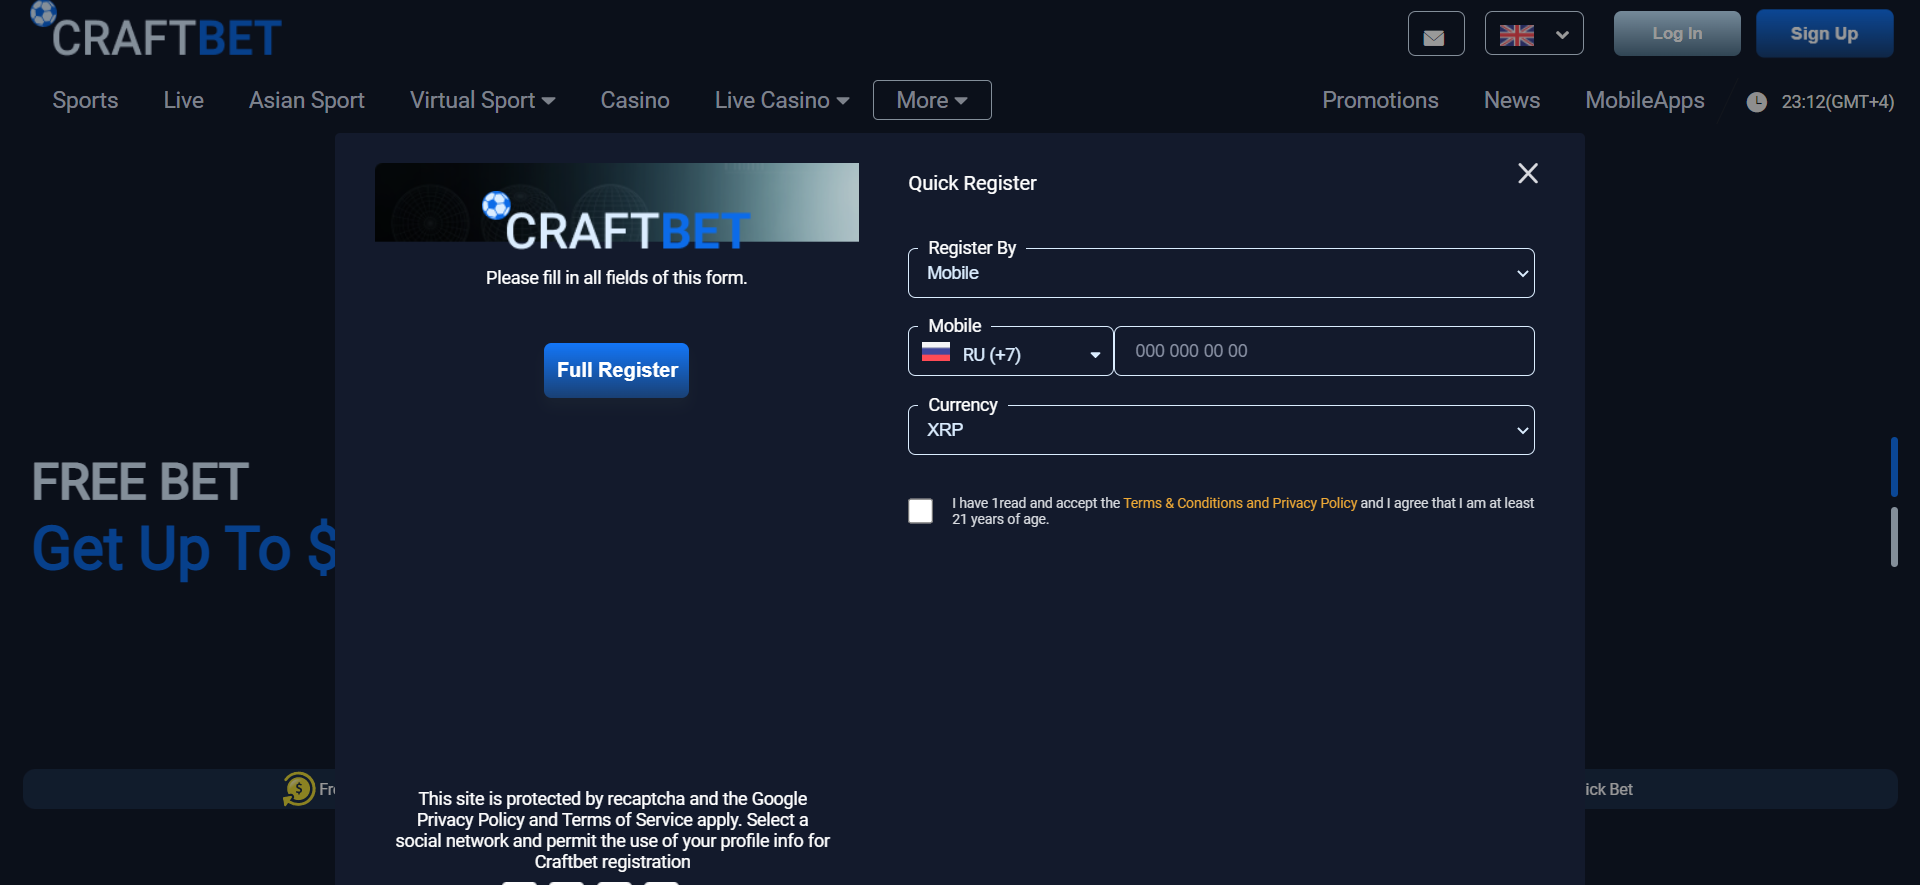 CRAFTBET
Log In
Sign Up
Sports Live Asian Sport Virtual Sport Casino Live Casino More Promotions News MobileApps 23:12(GMT+4)
CRAFTBET
Please fill in all fields of this form.
Full Register
Quick Register
Register By
Mobile
Mobile
RU (+7) 000 000 00 00
Currency
XRP
I have 1read and accept the Terms & Conditions and Privacy Policy and I agree that I am at least
21 years of age.
FREE BET
Get Up To $
This site is protected by recaptcha and the Google
Privacy Policy and Terms of Service apply. Select a
social network and permit the use of your profile info for
Craftbet registration
$ Fr
ick Bet